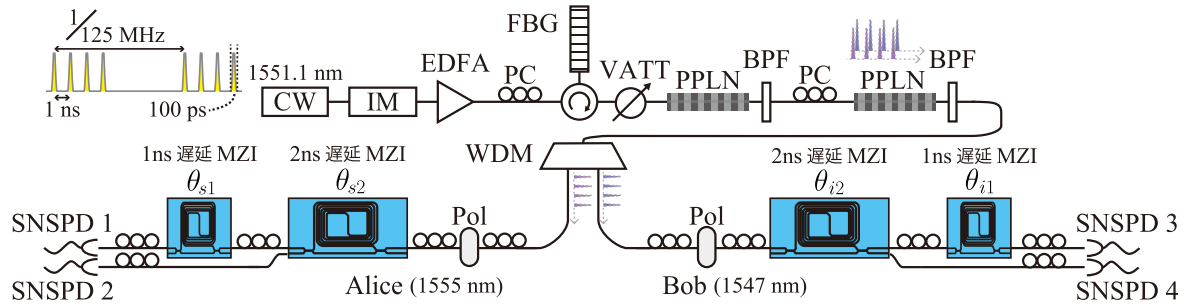 1/125 MHz
1 ns
100 ps
1551.1 nm
CW
IM
EDFA
PC
FBG
VATT
PPLN
BPF
PC
PPLN
BPF
WDM
1ns 遅延 MZI
θs1
2ns 遅延 MZI
θs2
2ns 遅延 MZI
θi2
1ns 遅延 MZI
θi1
SNSPD 1
SNSPD 2
Pol
Alice (1555 nm)
Pol
Bob (1547 nm)
SNSPD 3
SNSPD 4